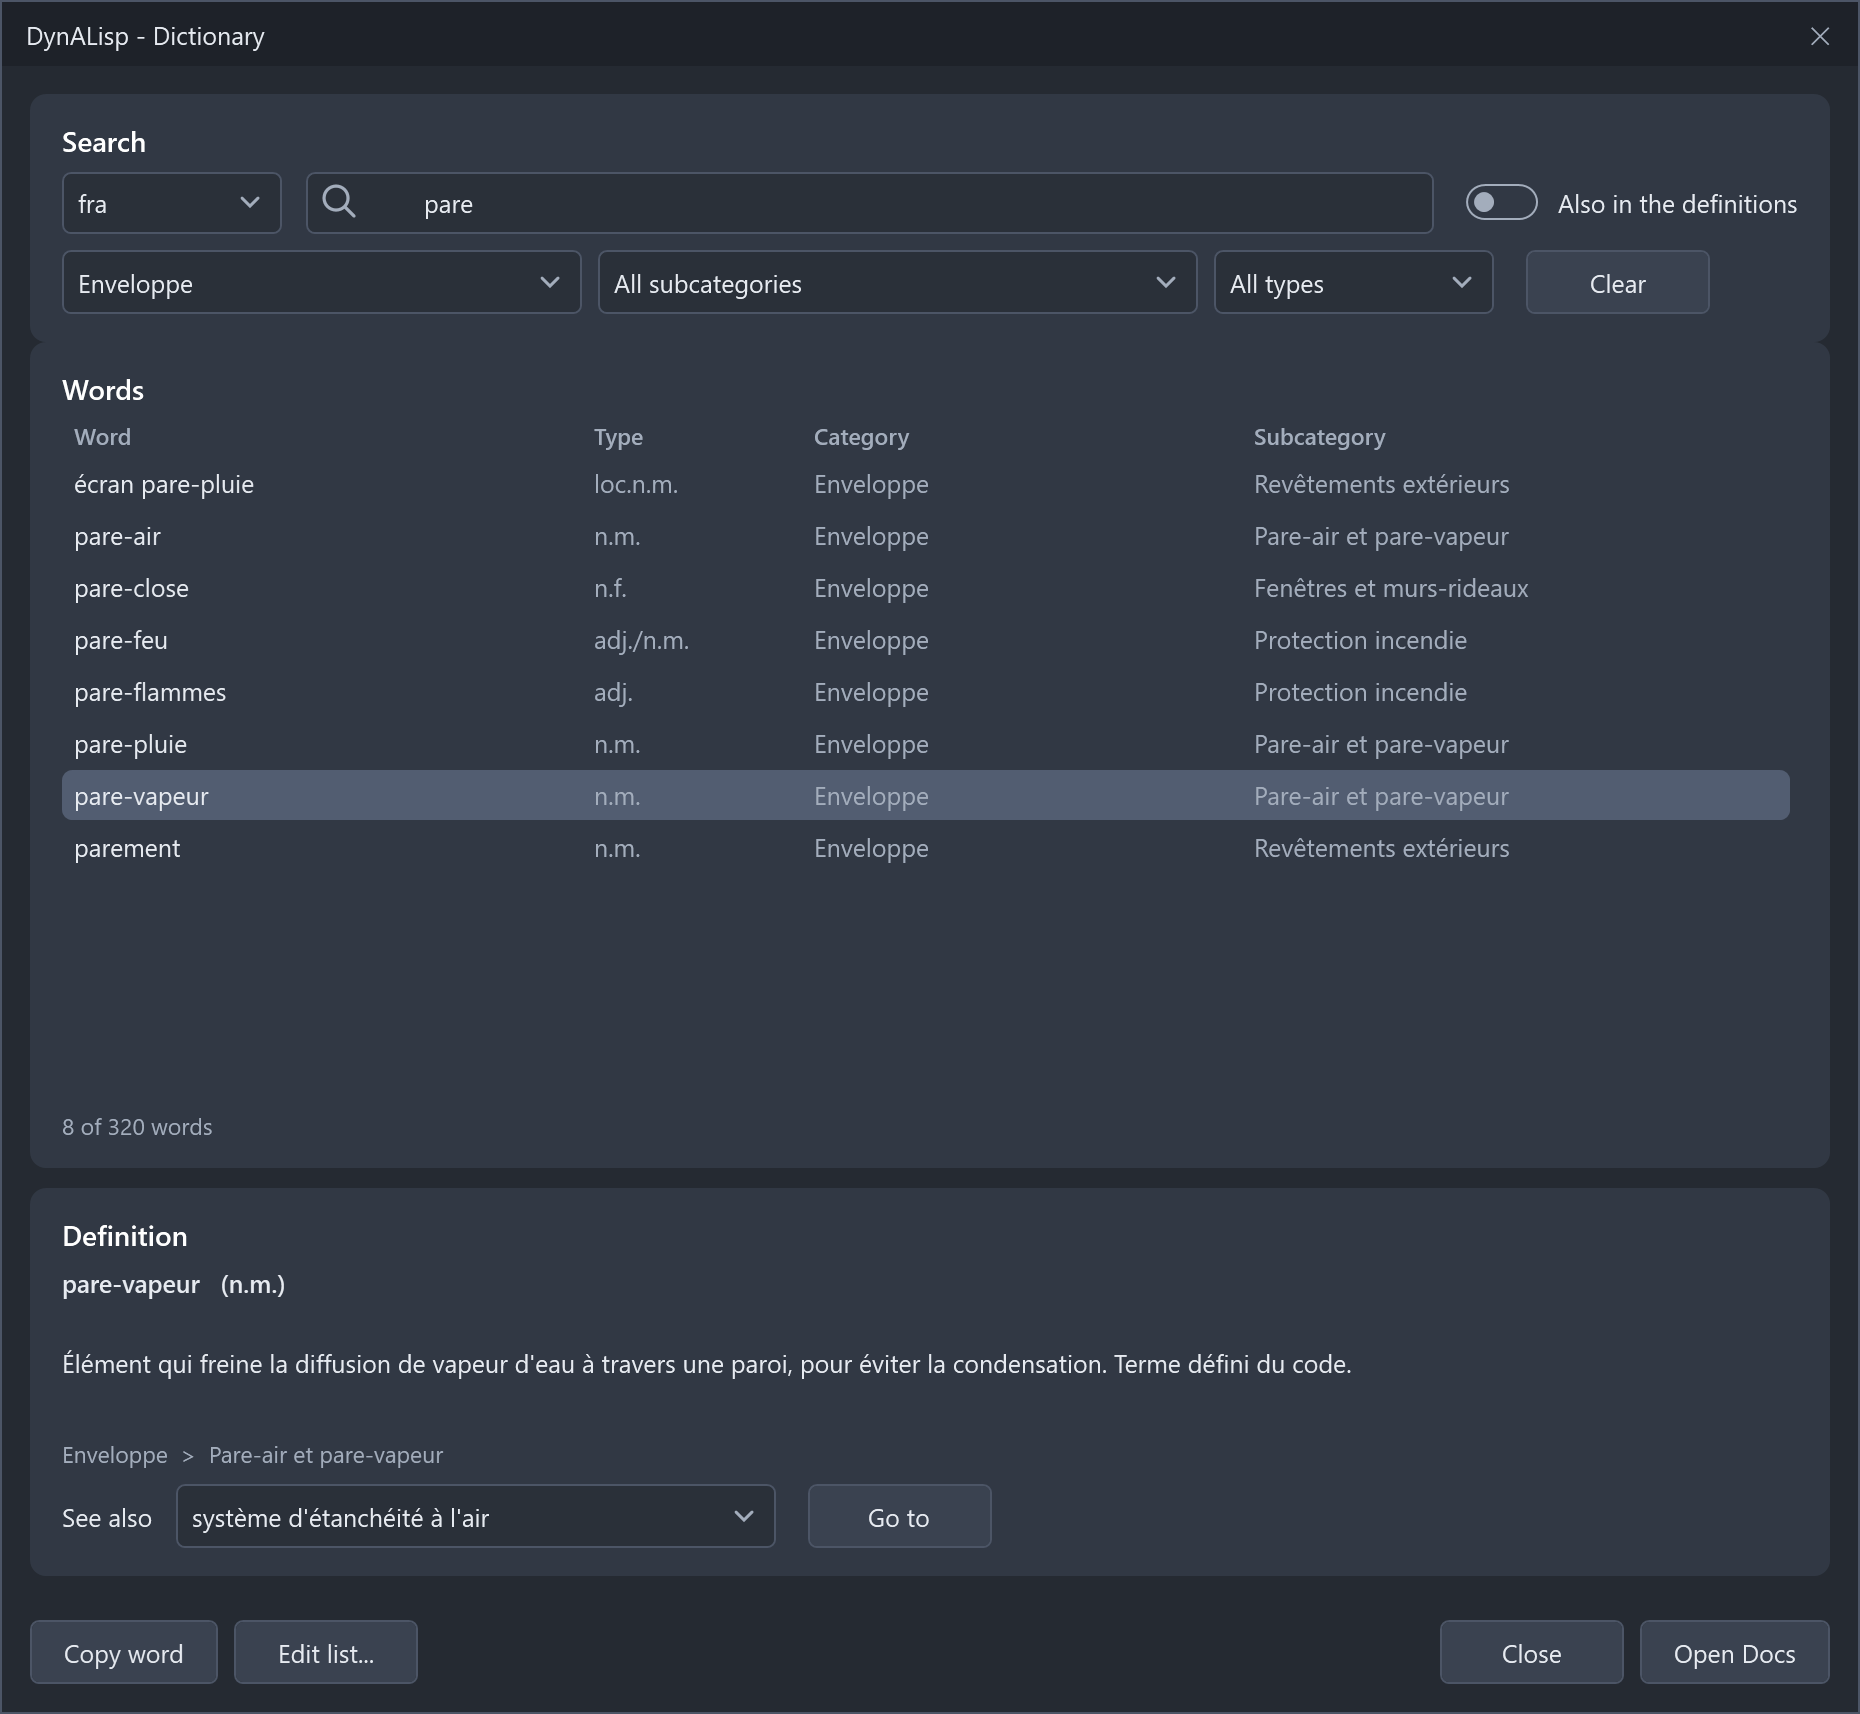 DynALisp - Dictionary
Search
fra pare Also in the definitions
Enveloppe All subcategories All types Clear
Words
Word Type Category Subcategory
écran pare-pluie loc.n.m. Enveloppe Revêtements extérieurs
pare-air n.m. Enveloppe Pare-air et pare-vapeur
pare-close n.f. Enveloppe Fenêtres et murs-rideaux
pare-feu adj./n.m. Enveloppe Protection incendie
pare-flammes adj. Enveloppe Protection incendie
pare-pluie n.m. Enveloppe Pare-air et pare-vapeur
pare-vapeur n.m. Enveloppe Pare-air et pare-vapeur
parement n.m. Enveloppe Revêtements extérieurs
8 of 320 words
Definition
pare-vapeur (n.m.)
Élément qui freine la diffusion de vapeur d'eau à travers une paroi, pour éviter la condensation. Terme défini du code.
Enveloppe > Pare-air et pare-vapeur
See also système d'étanchéité à l'air Go to
Copy word Edit list... Close Open Docs